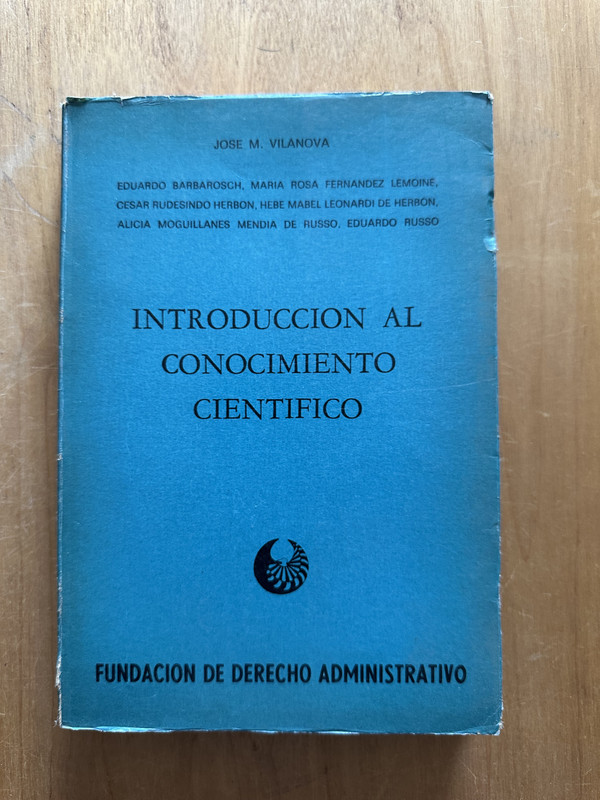 JOSE M. VILANOVA
EDUARDO BARBAROSCH, MARIA ROSA FERNANDEZ LEMOINE,
CESAR RUDESINDO HERBON, HEBE MABEL LEONARDI DE HERBON,
ALICIA MOGUILLANES MENDIA DE RUSSO, EDUARDO RUSSO
INTRODUCCION AL
CONOCIMIENTO
CIENTIFICO
FUNDACION DE DERECHO ADMINISTRATIVO